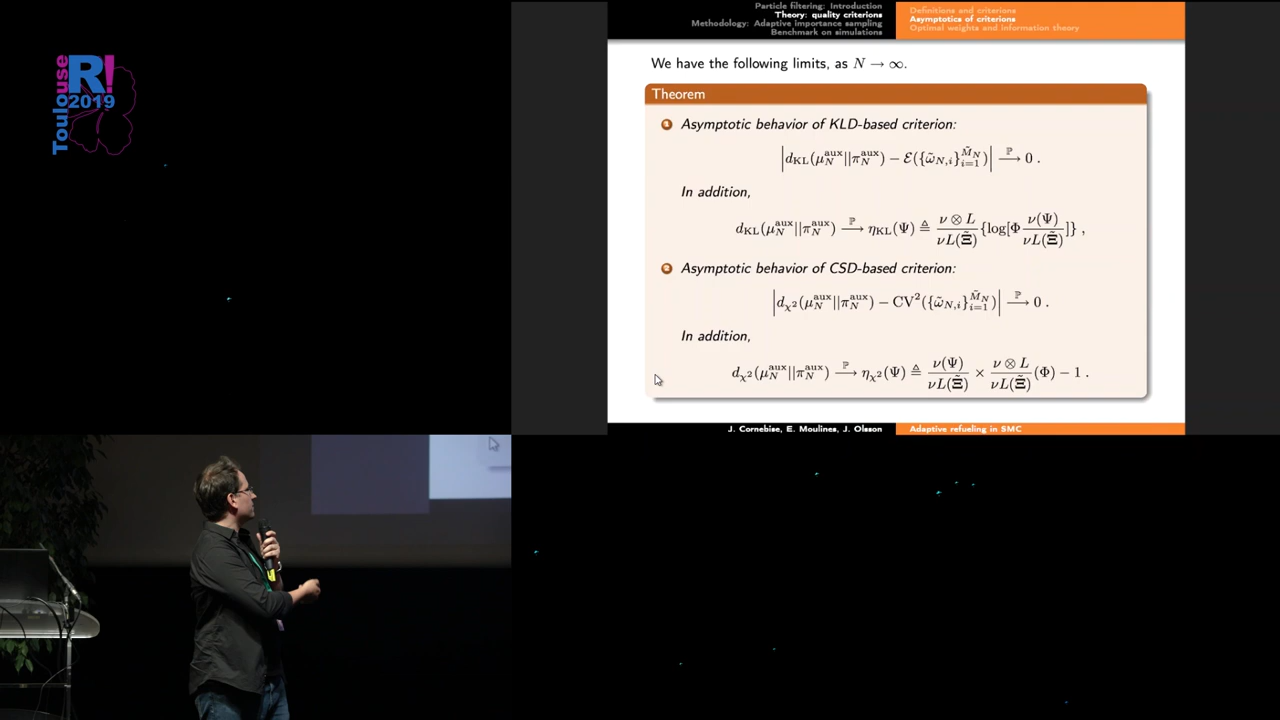 Toulouse
R!
2019
Particle filtering: Introduction
Theory: quality criterions
Methodology: Adaptive importance sampling
Benchmark on simulations
Definitions and criterions
Asymptotics of criterions
Optimal weights and information theory
We have the following limits, as N → ∞.
Theorem
1 Asymptotic behavior of KLD-based criterion:
|d_KL(μ_N^aux||π_N^aux) − ℰ({ω̃_{N,i}}_{i=1}^{M̃_N})| ⟶^ℙ 0 .
In addition,
d_KL(μ_N^aux||π_N^aux) ⟶^ℙ η_KL(Ψ) ≜ ν ⊗ L / νL(Ξ̃) {log[Φ ν(Ψ) / νL(Ξ̃)]} ,
2 Asymptotic behavior of CSD-based criterion:
|d_χ²(μ_N^aux||π_N^aux) − CV²({ω̃_{N,i}}_{i=1}^{M̃_N})| ⟶^ℙ 0 .
In addition,
d_χ²(μ_N^aux||π_N^aux) ⟶^ℙ η_χ²(Ψ) ≜ ν(Ψ) / νL(Ξ̃) × ν ⊗ L / νL(Ξ̃) (Φ) − 1 .
J. Cornebise, E. Moulines, J. Olsson
Adaptive refueling in SMC